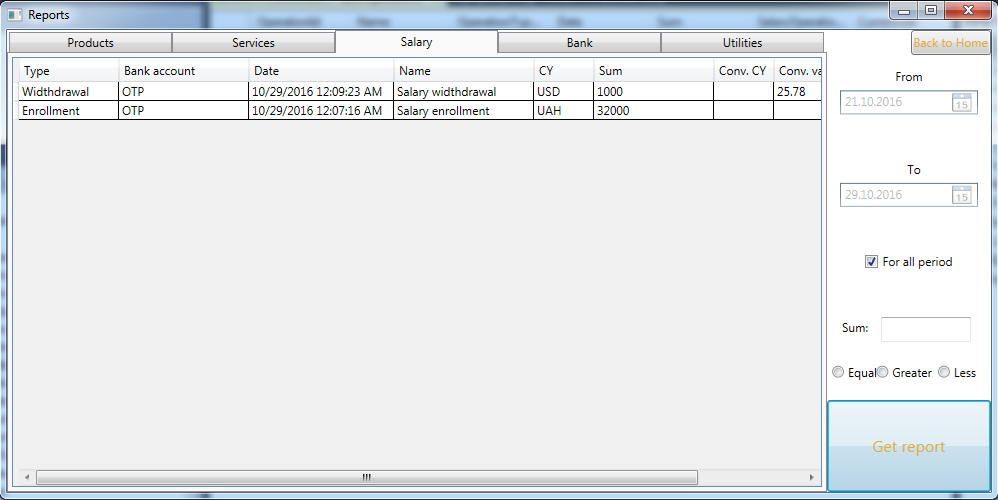 Reports
Products Services Salary Bank Utilities Back to Home
Type Bank account Date Name CY Sum Conv. CY Conv. va
Widthdrawal OTP 10/29/2016 12:09:23 AM Salary widthdrawal USD 1000 25.78
Enrollment OTP 10/29/2016 12:07:16 AM Salary enrollment UAH 32000
From
21.10.2016 15
To
29.10.2016 15
For all period
Sum:
Equal Greater Less
Get report